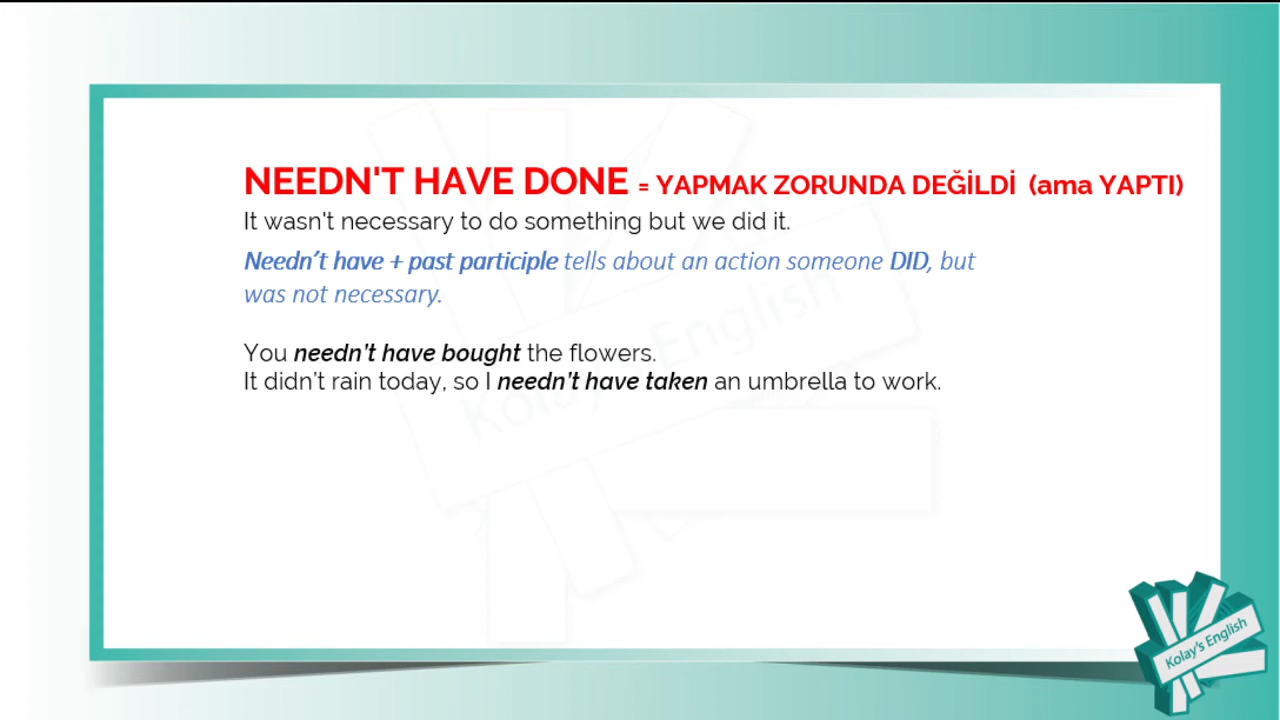 NEEDN'T HAVE DONE = YAPMAK ZORUNDA DEĞİLDİ (ama YAPTI)
It wasn't necessary to do something but we did it.
Needn’t have + past participle tells about an action someone DID, but
was not necessary.
You needn’t have bought the flowers.
It didn’t rain today, so I needn’t have taken an umbrella to work.
Kolay's English
Kolay's English